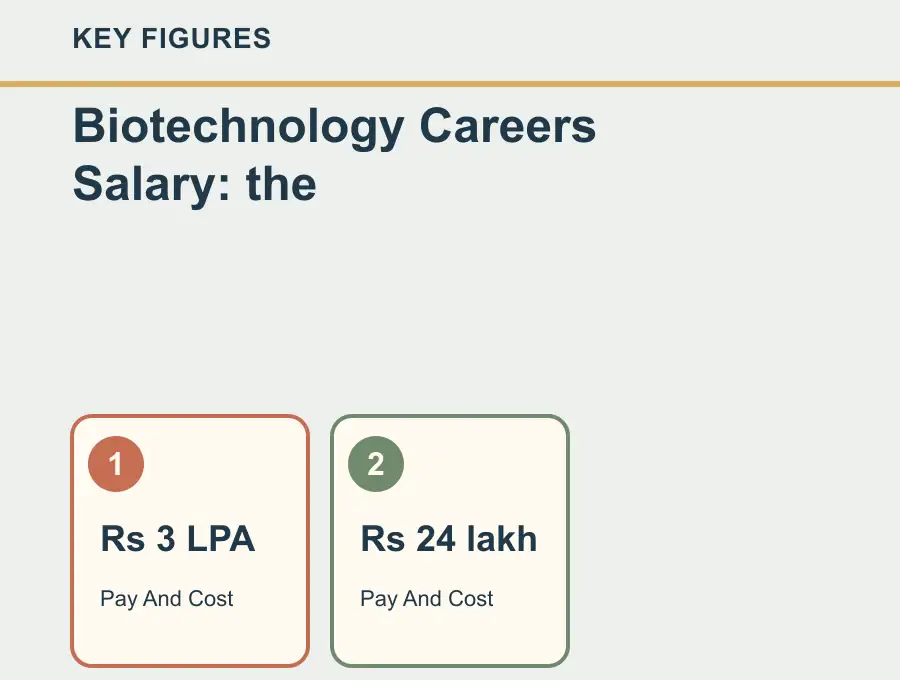 KEY FIGURES
Biotechnology Careers
Salary: the
1
Rs 3 LPA
Pay And Cost
2
Rs 24 lakh
Pay And Cost